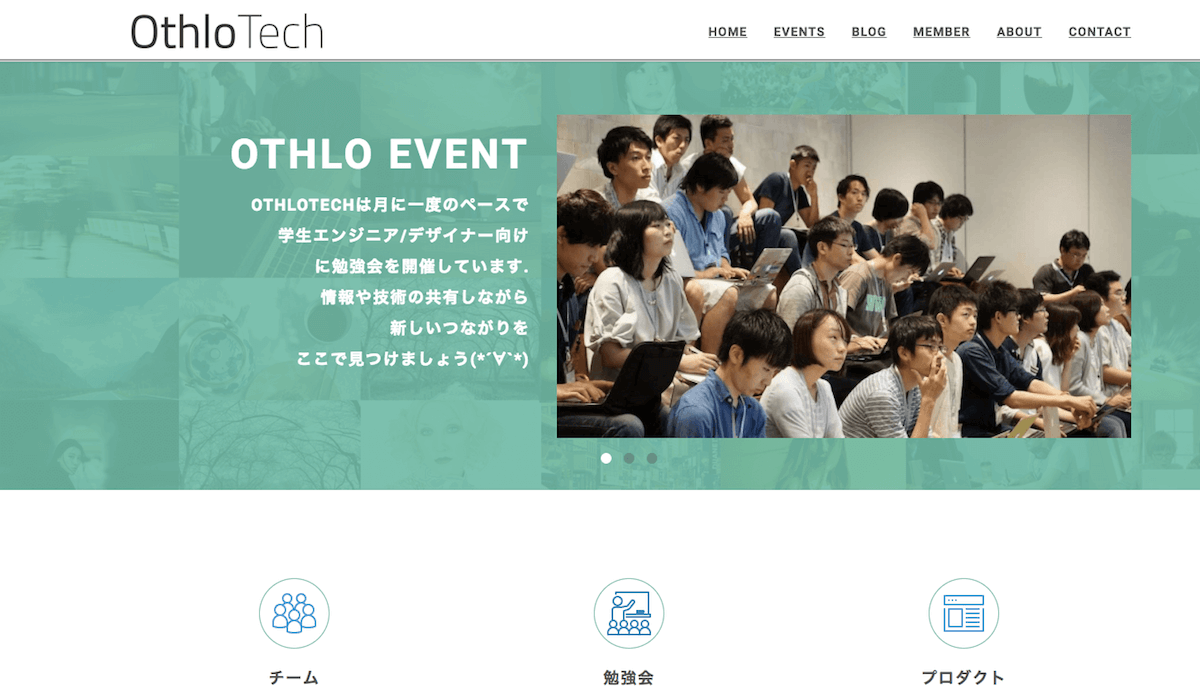 OthloTech
HOME EVENTS BLOG MEMBER ABOUT CONTACT
OTHLO EVENT
OTHLOTECHは月に一度のペースで
学生エンジニア/デザイナー向け
に勉強会を開催しています.
情報や技術の共有しながら
新しいつながりを
ここで見つけましょう(*´∀`*)
チーム 勉強会 プロダクト